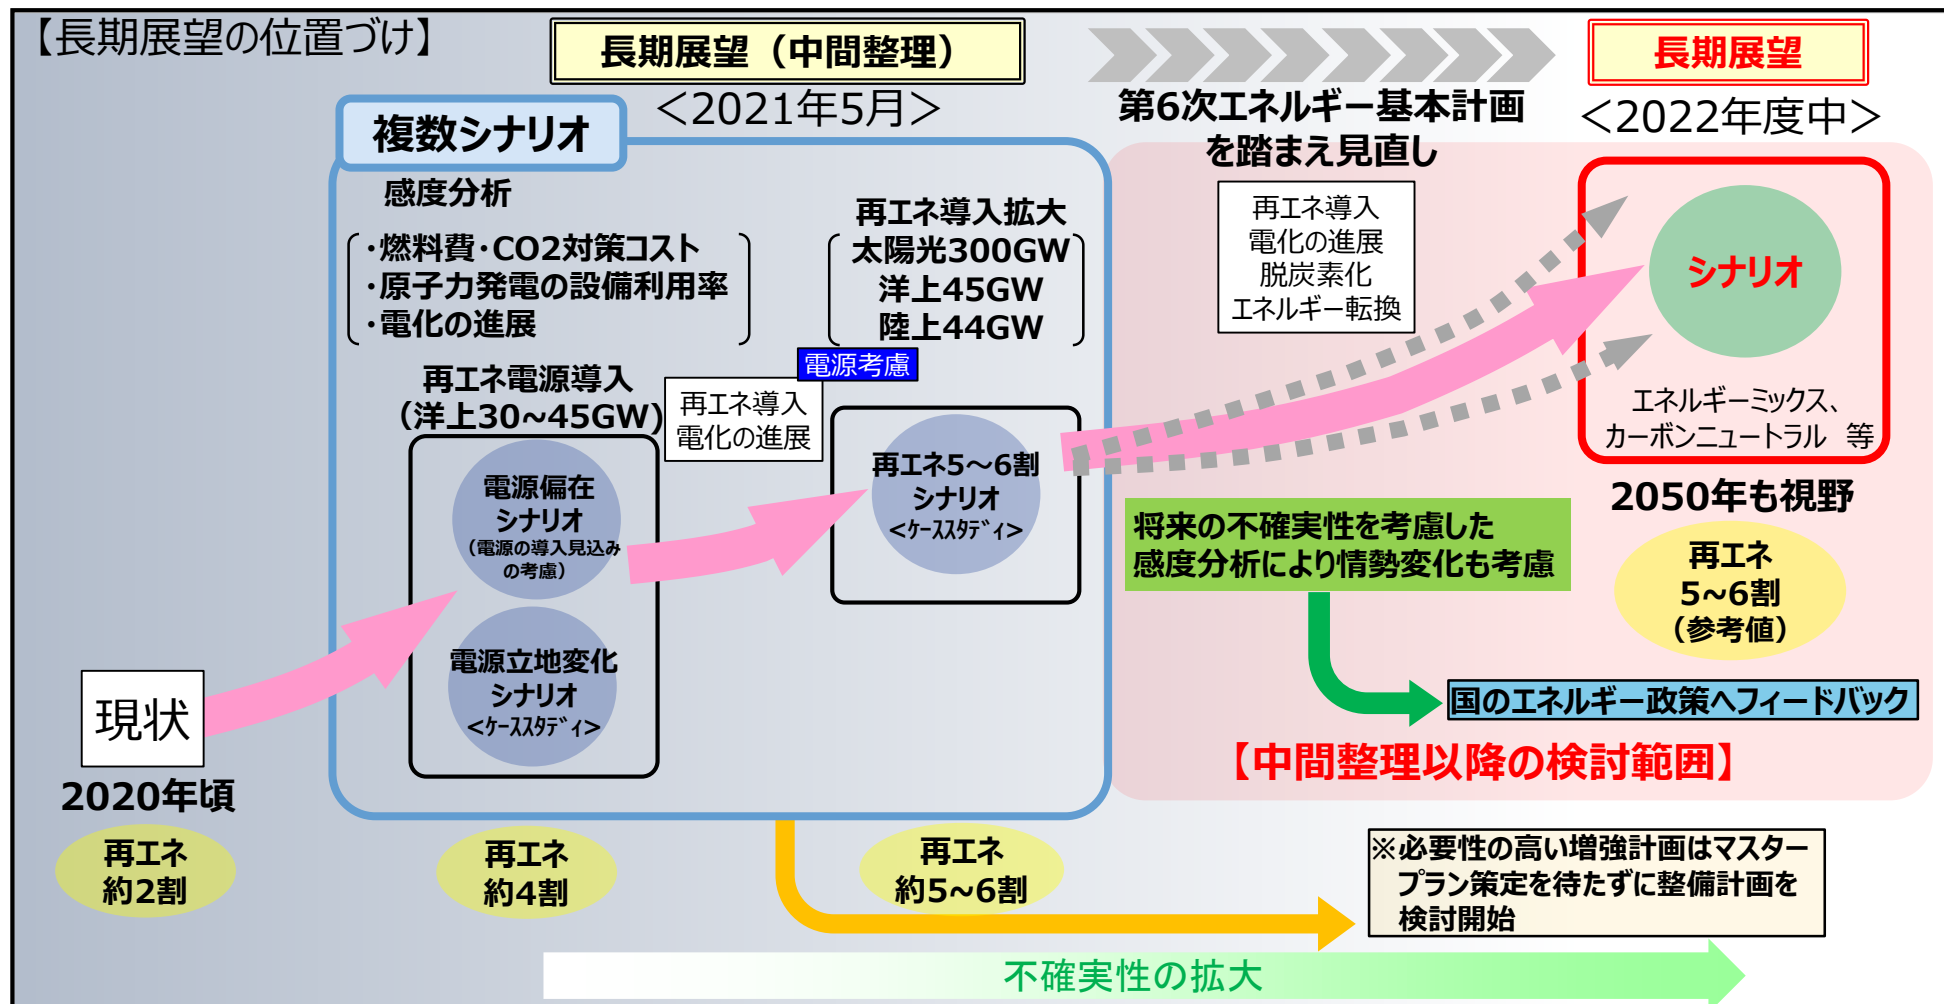 【長期展望の位置づけ】
長期展望（中間整理）
＜2021年5月＞
長期展望
＜2022年度中＞
第6次エネルギー基本計画
を踏まえ見直し
複数シナリオ
感度分析
・燃料費・CO2対策コスト
・原子力発電の設備利用率
・電化の進展
再エネ導入拡大
太陽光300GW
洋上45GW
陸上44GW
電源考慮
再エネ電源導入
（洋上30~45GW)
再エネ導入
電化の進展
電源偏在
シナリオ
（電源の導入見込み
の考慮）
電源立地変化
シナリオ
<ｹｰｽｽﾀﾃﾞｨ>
再エネ5～6割
シナリオ
<ｹｰｽｽﾀﾃﾞｨ>
再エネ導入
電化の進展
脱炭素化
エネルギー転換
シナリオ
エネルギーミックス、
カーボンニュートラル 等
2050年も視野
再エネ
5~6割
（参考値）
将来の不確実性を考慮した
感度分析により情勢変化も考慮
国のエネルギー政策へフィードバック
【中間整理以降の検討範囲】
現状
2020年頃
再エネ
約2割
再エネ
約4割
再エネ
約5~6割
※必要性の高い増強計画はマスター
プラン策定を待たずに整備計画を
検討開始
不確実性の拡大